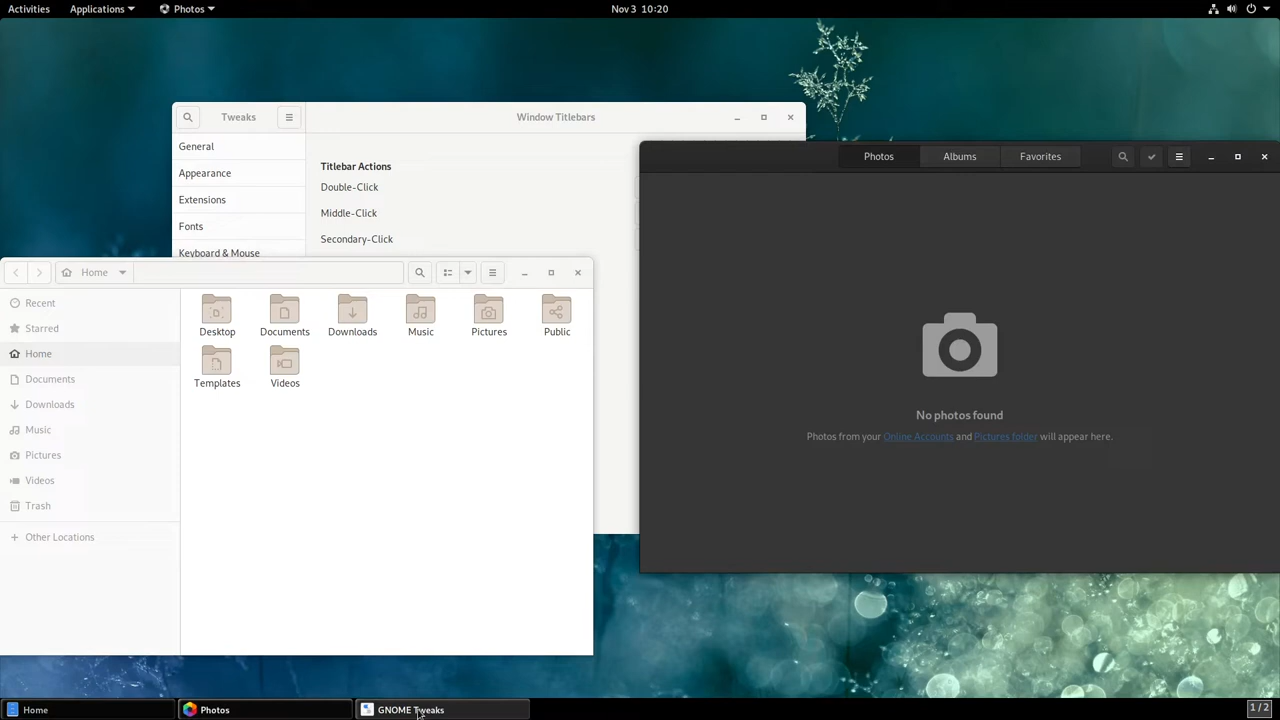 Activities
Applications
Photos
Nov 3 10:20
Tweaks
Window Titlebars
General
Appearance
Extensions
Fonts
Keyboard & Mouse
Titlebar Actions
Double-Click
Middle-Click
Secondary-Click
Photos
Albums
Favorites
No photos found
Photos from your Online Accounts and Pictures folder will appear here.
Home
Recent
Starred
Home
Documents
Downloads
Music
Pictures
Videos
Trash
Other Locations
Desktop
Documents
Downloads
Music
Pictures
Public
Templates
Videos
Home
Photos
GNOME Tweaks
1 / 2